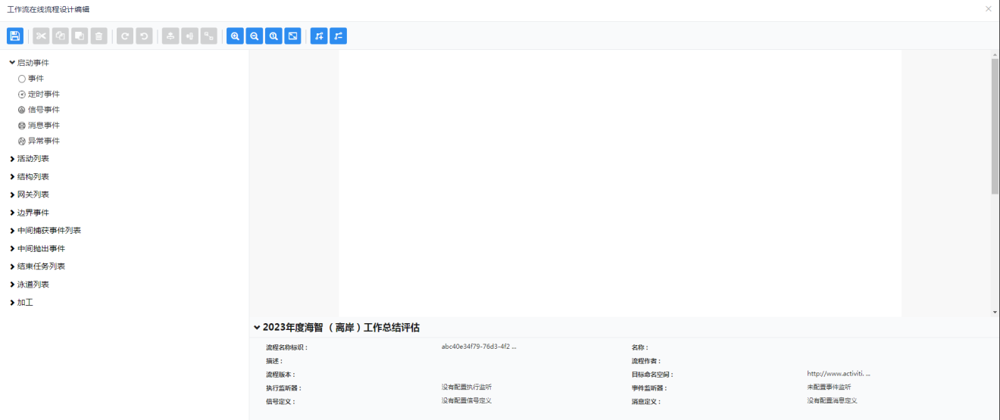 工作流在线流程设计编辑
启动事件
事件
定时事件
信号事件
消息事件
异常事件
活动列表
结构列表
网关列表
边界事件
中间捕获事件列表
中间抛出事件
结束任务列表
泳道列表
加工
2023年度海智（离岸）工作总结评估
流程名称标识： abc40e34f79-76d3-4f2 ... 名称：
描述： 流程作者：
流程版本： 目标命名空间： http://www.activiti. ...
执行监听器： 没有配置执行监听 事件监听器： 未配置事件监听
信号定义： 没有配置信号定义 消息定义： 没有配置消息定义